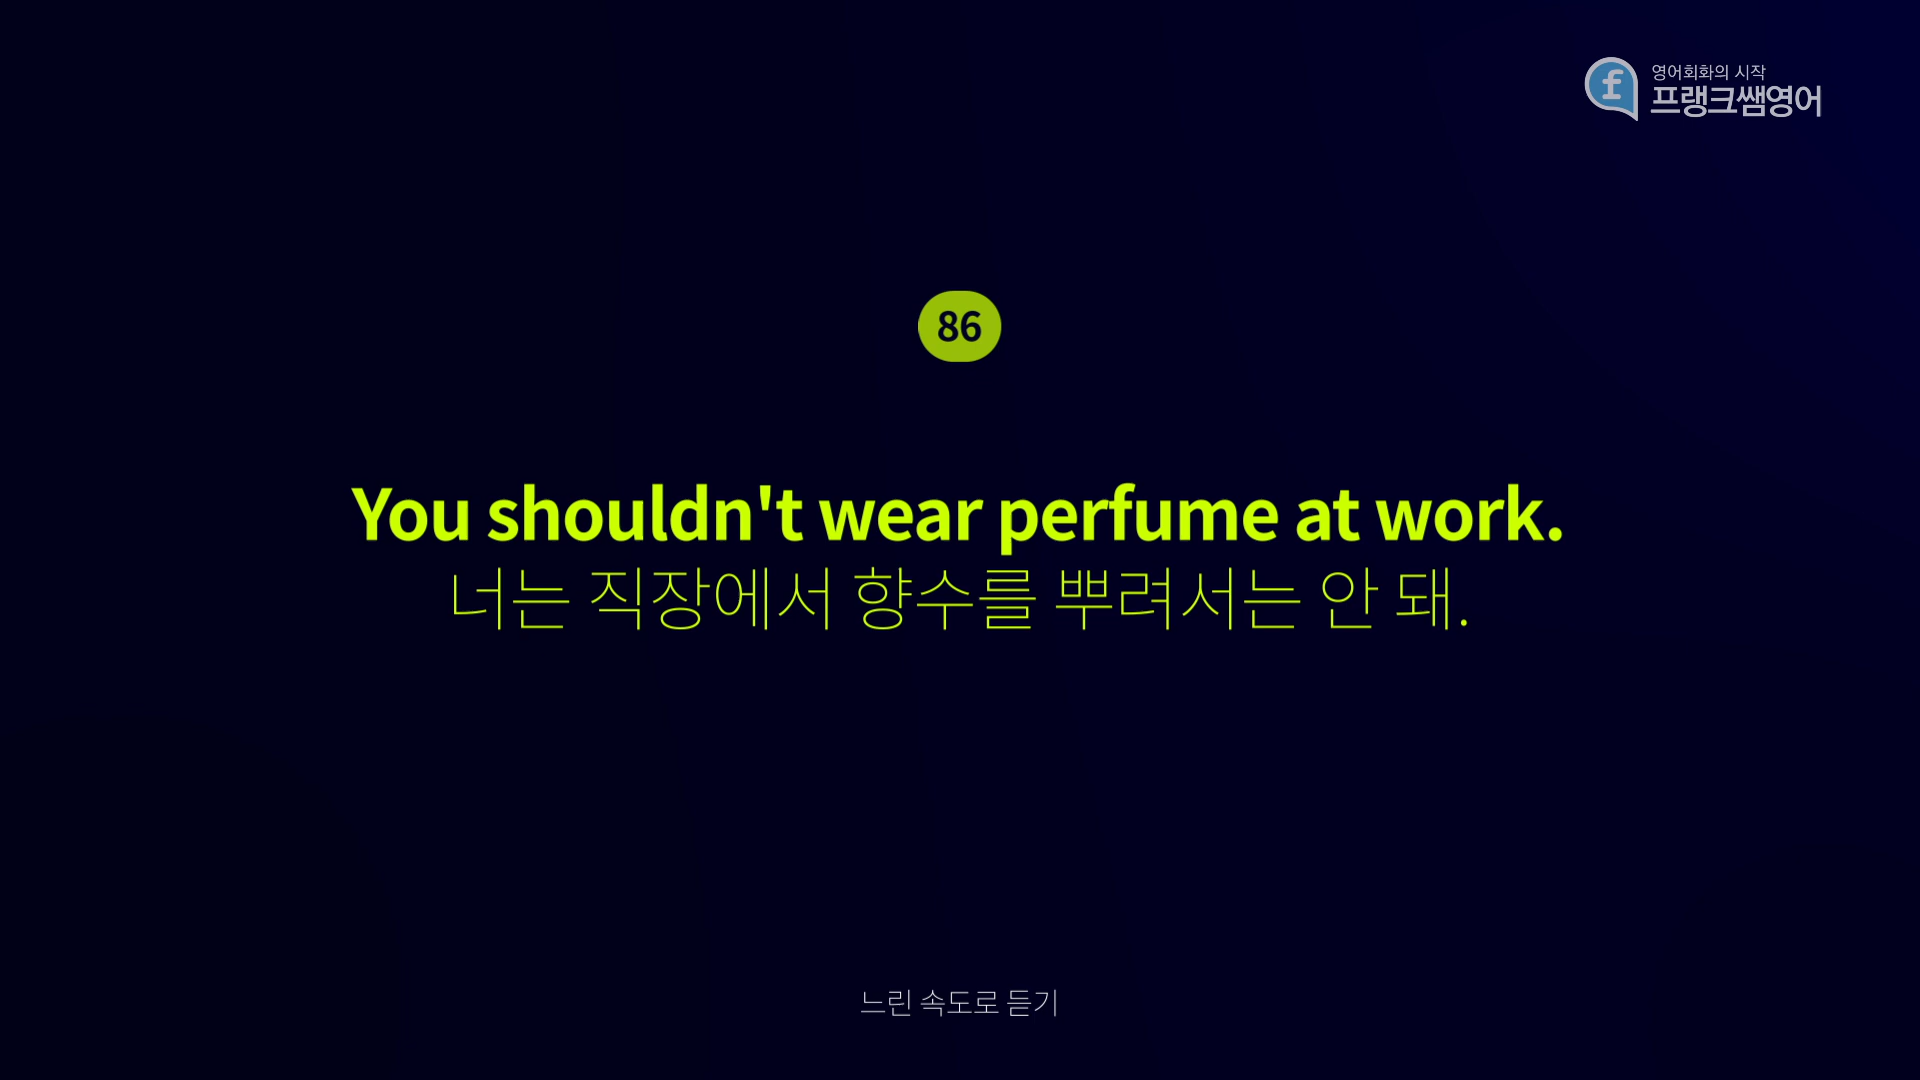 영어회화의 시작
프랭크쌤영어
86
You shouldn't wear perfume at work.
너는 직장에서 향수를 뿌려서는 안 돼.
느린 속도로 듣기